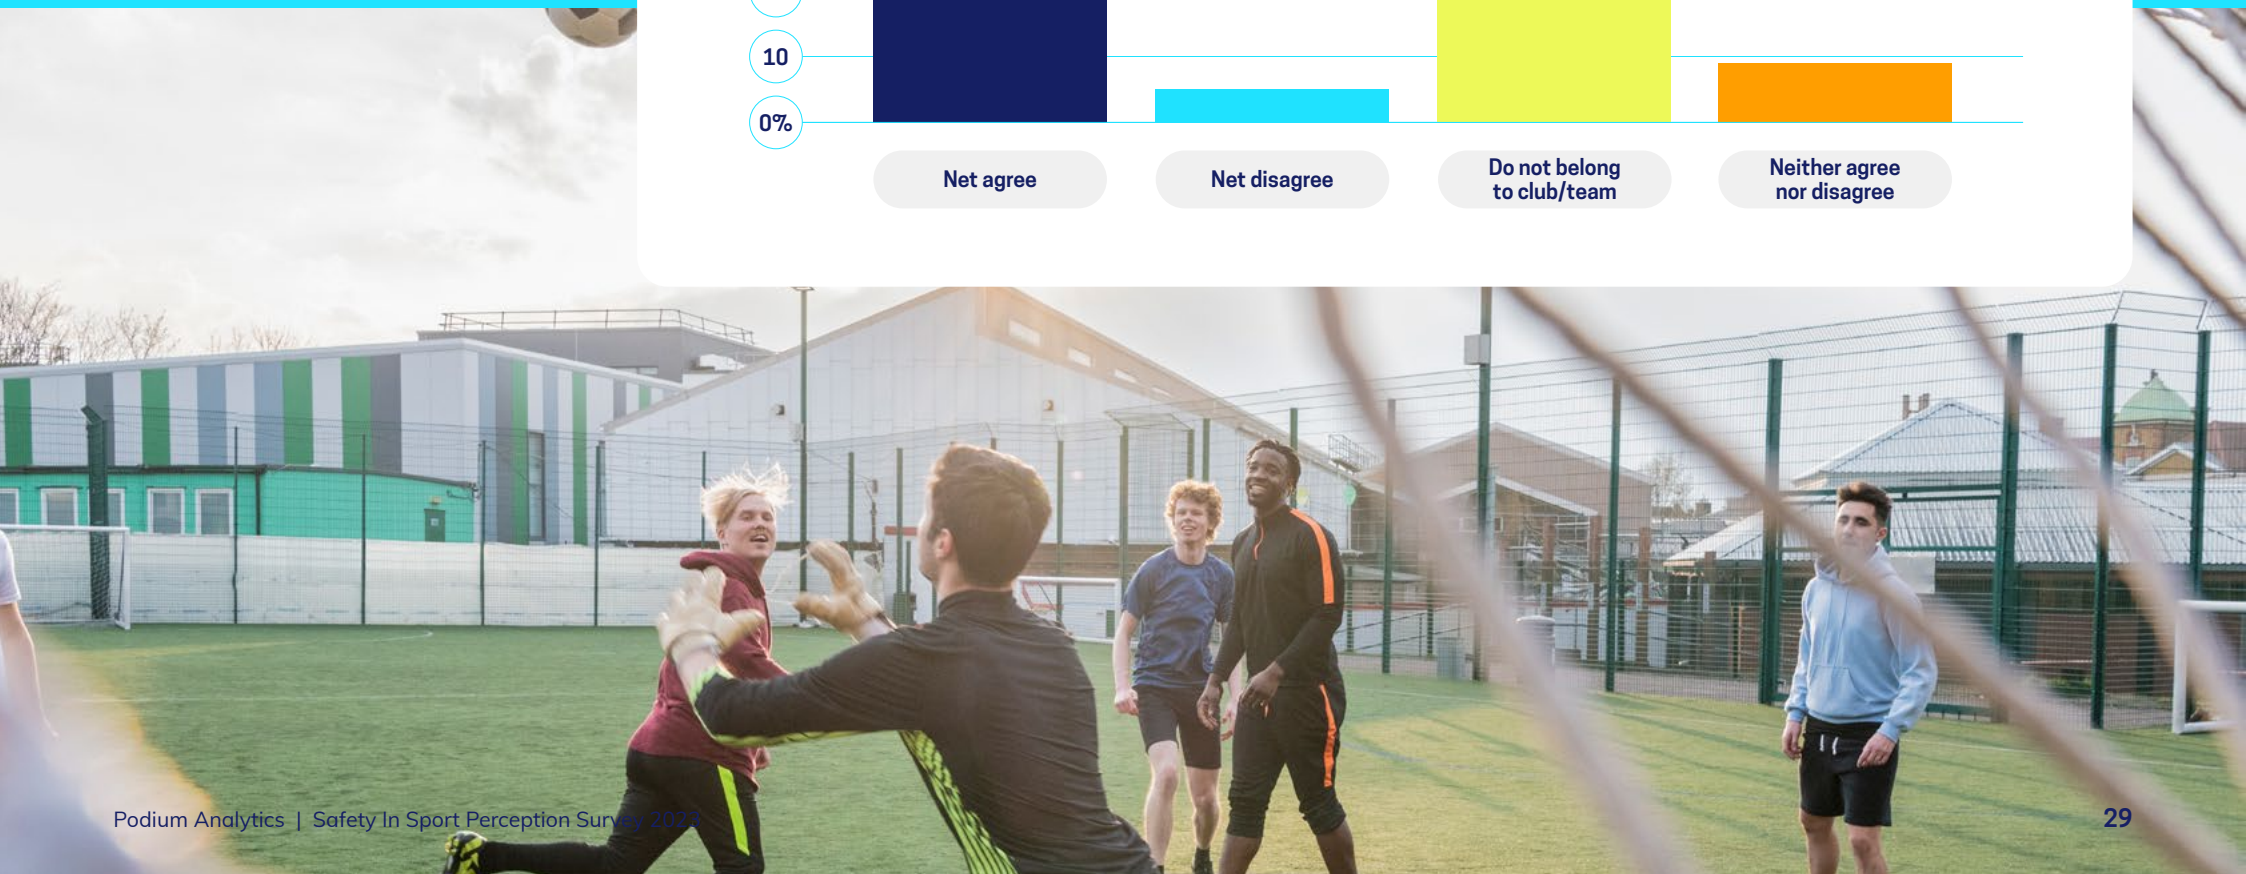 10
0%
Net agree
Net disagree
Do not belong
to club/team
Neither agree
nor disagree
Podium Analytics | Safety In Sport Perception Survey
29